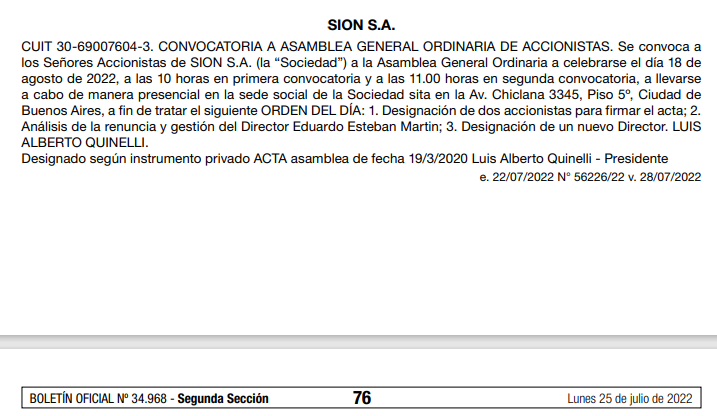 SION S.A.
CUIT 30-69007604-3. CONVOCATORIA A ASAMBLEA GENERAL ORDINARIA DE ACCIONISTAS. Se convoca a
los Señores Accionistas de SION S.A. (la “Sociedad”) a la Asamblea General Ordinaria a celebrarse el día 18 de
agosto de 2022, a las 10 horas en primera convocatoria y a las 11.00 horas en segunda convocatoria, a llevarse
a cabo de manera presencial en la sede social de la Sociedad sita en la Av. Chiclana 3345, Piso 5º, Ciudad de
Buenos Aires, a fin de tratar el siguiente ORDEN DEL DÍA: 1. Designación de dos accionistas para firmar el acta; 2.
Análisis de la renuncia y gestión del Director Eduardo Esteban Martin; 3. Designación de un nuevo Director. LUIS
ALBERTO QUINELLI.
Designado según instrumento privado ACTA asamblea de fecha 19/3/2020 Luis Alberto Quinelli - Presidente
e. 22/07/2022 N° 56226/22 v. 28/07/2022
BOLETÍN OFICIAL Nº 34.968 - Segunda Sección 76 Lunes 25 de julio de 2022